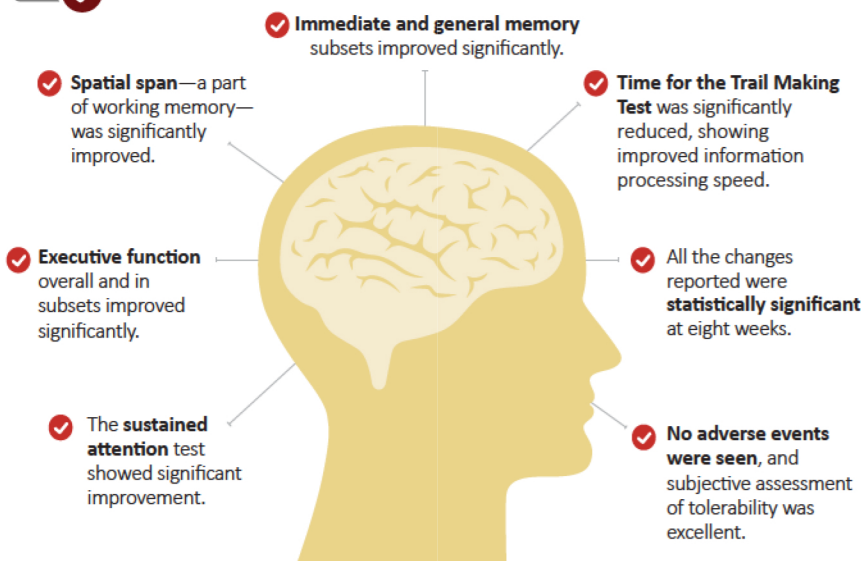 Immediate and general memory
subsets improved significantly.
Spatial span—a part
of working memory—
was significantly
improved.
Time for the Trail Making
Test was significantly
reduced, showing
improved information
processing speed.
Executive function
overall and in
subsets improved
significantly.
All the changes
reported were
statistically significant
at eight weeks.
The sustained
attention test
showed significant
improvement.
No adverse events
were seen, and
subjective assessment
of tolerability was
excellent.